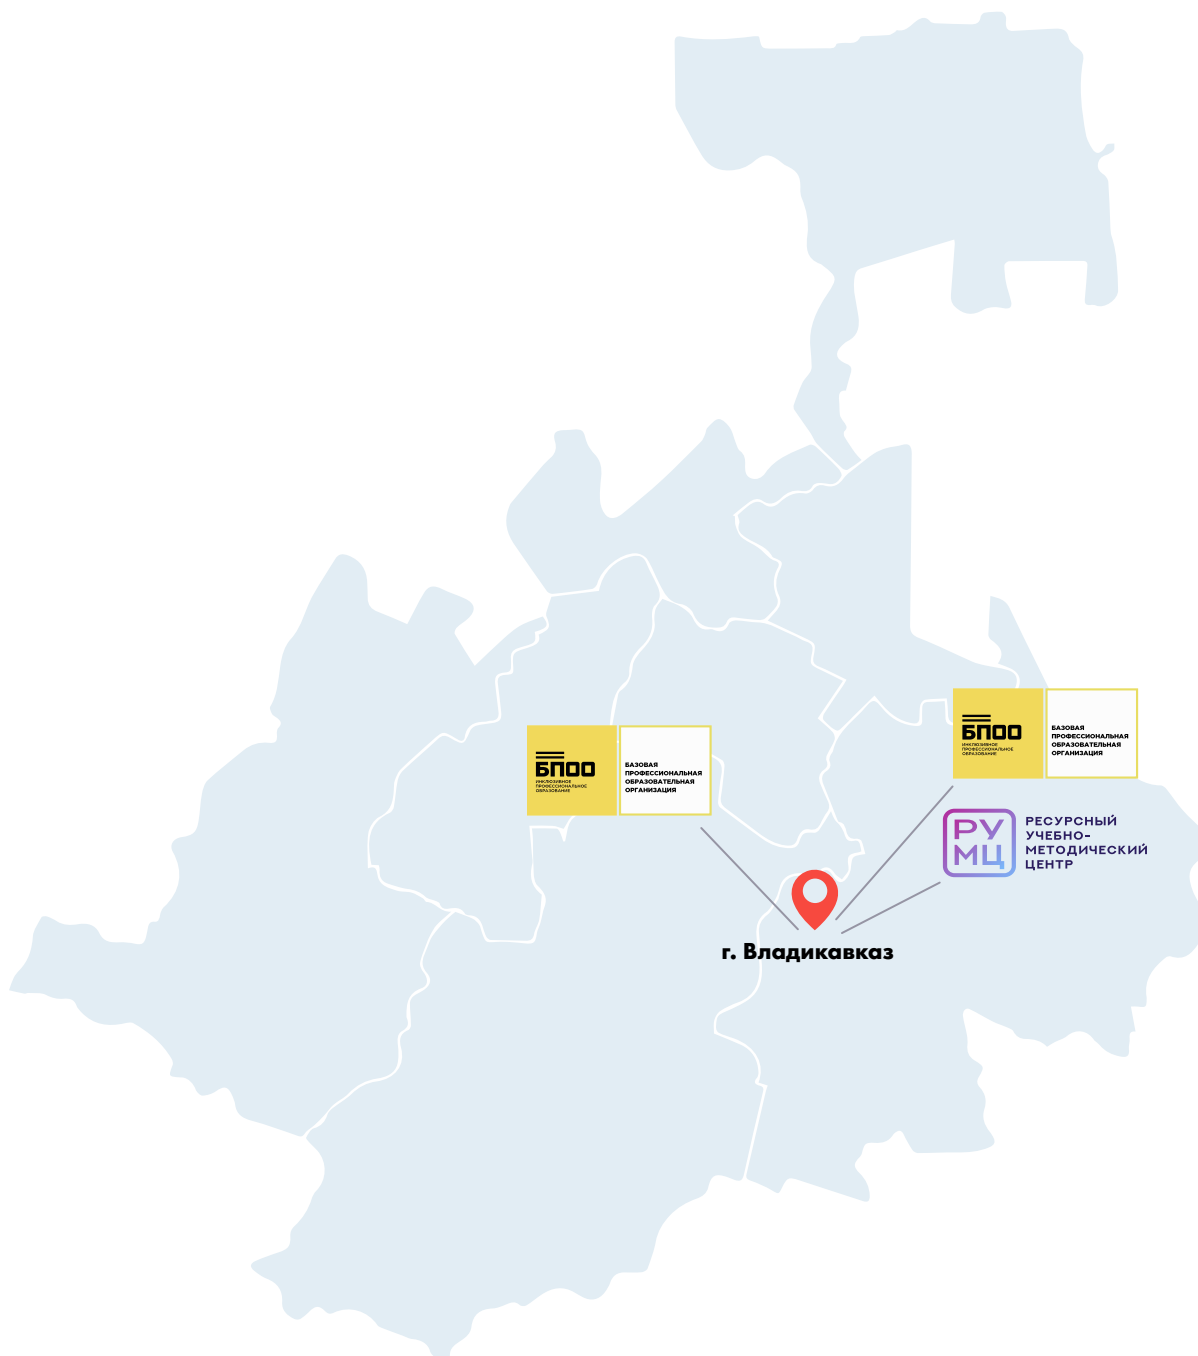 БПОО
ИНКЛЮЗИВНОЕ
ПРОФЕССИОНАЛЬНОЕ
ОБРАЗОВАНИЕ
БАЗОВАЯ
ПРОФЕССИОНАЛЬНАЯ
ОБРАЗОВАТЕЛЬНАЯ
ОРГАНИЗАЦИЯ
БПОО
ИНКЛЮЗИВНОЕ
ПРОФЕССИОНАЛЬНОЕ
ОБРАЗОВАНИЕ
БАЗОВАЯ
ПРОФЕССИОНАЛЬНАЯ
ОБРАЗОВАТЕЛЬНАЯ
ОРГАНИЗАЦИЯ
РУ
МЦ
РЕСУРСНЫЙ
УЧЕБНО-
МЕТОДИЧЕСКИЙ
ЦЕНТР
г. Владикавказ